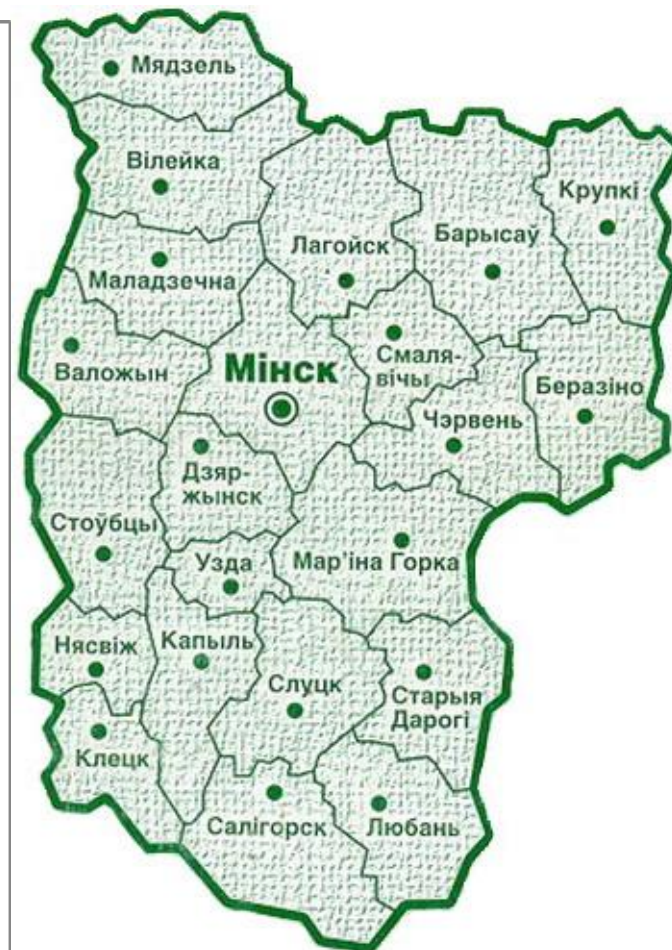 Мядзель
Вілейка
Крупкі
Лагойск
Барысаў
Маладзечна
Валожын
Мінск
Смаля-
вічы
Беразіно
Чэрвень
Дзяр-
жынск
Стоўбцы
Узда
Мар'іна Горка
Нясвіж
Капыль
Слуцк
Старыя
Дарогі
Клецк
Салігорск
Любань